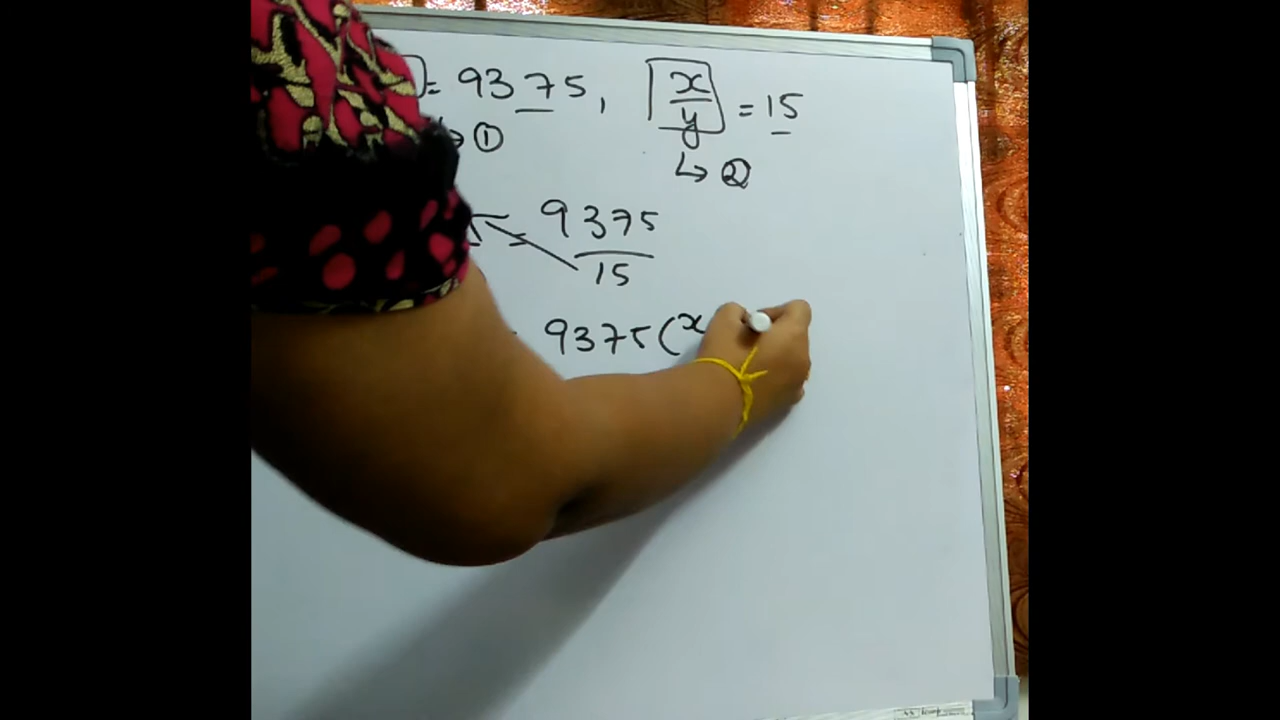 = 9375, x/y = 15
↳ ① ↳ ②
= 9375/15
9375(x